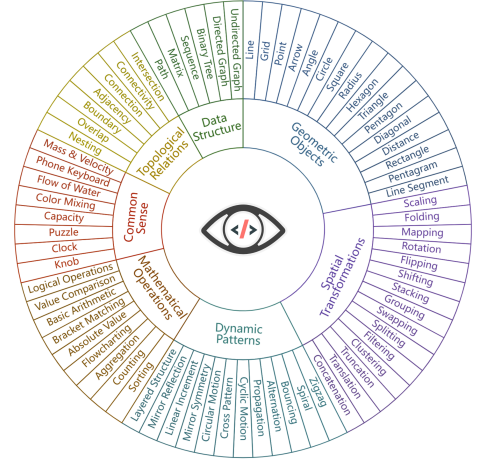 Geometric
Objects
Line
Grid
Point
Arrow
Angle
Circle
Square
Radius
Hexagon
Triangle
Pentagon
Diagonal
Distance
Rectangle
Pentagram
Line Segment
Spatial
Transformations
Scaling
Folding
Mapping
Rotation
Flipping
Shifting
Stacking
Grouping
Swapping
Splitting
Filtering
Clustering
Truncation
Translation
Concatenation
Dynamic
Patterns
Zigzag
Spiral
Bouncing
Alternation
Propagation
Cyclic Motion
Cross Pattern
Circular Motion
Mirror Symmetry
Linear Increment
Mirror Reflection
Layered Structure
Mathematical
Operations
Sorting
Counting
Aggregation
Flowcharting
Absolute Value
Bracket Matching
Basic Arithmetic
Value Comparison
Logical Operations
Common
Sense
Knob
Clock
Puzzle
Capacity
Color Mixing
Flow of Water
Phone Keyboard
Mass & Velocity
Topological
Relations
Nesting
Overlap
Boundary
Adjacency
Connection
Connectivity
Intersection
Data
Structure
Path
Matrix
Sequence
Binary Tree
Directed Graph
Undirected Graph